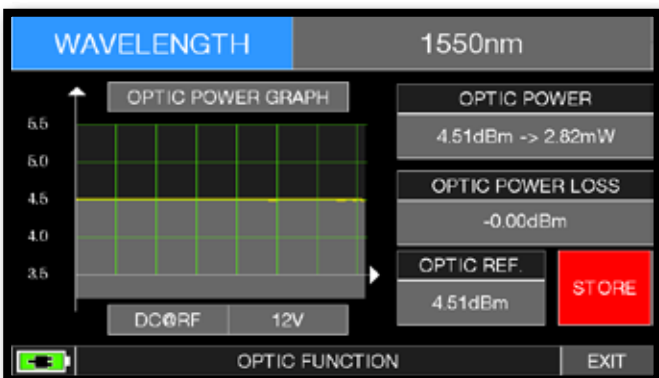 WAVELENGTH 1550nm
OPTIC POWER GRAPH
5.5
5.0
4.5
4.0
3.5
DC@RF 12V
OPTIC POWER
4.51dBm -> 2.82mW
OPTIC POWER LOSS
-0.00dBm
OPTIC REF.
4.51dBm
STORE
OPTIC FUNCTION
EXIT